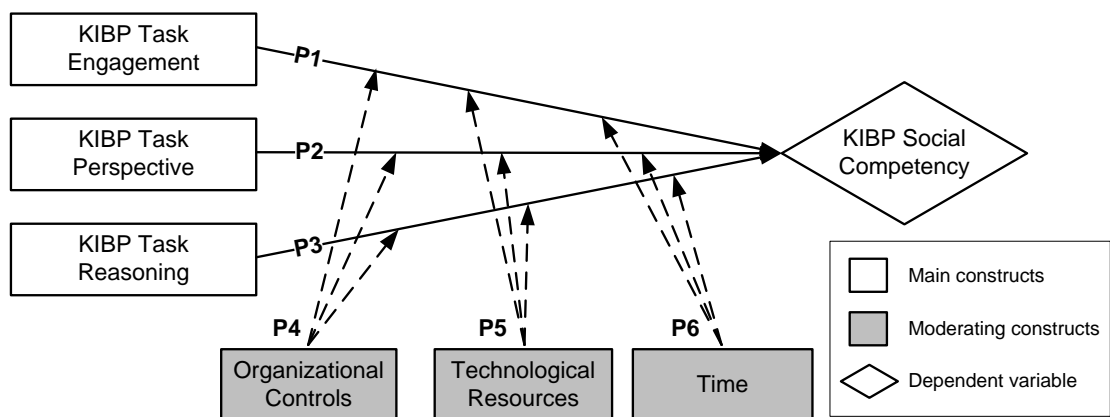 KIBP Task
Engagement
P1
KIBP Task
Perspective
P2
KIBP Social
Competency
KIBP Task
Reasoning
P3
P4
P5
P6
Organizational
Controls
Technological
Resources
Time
Main constructs
Moderating constructs
Dependent variable